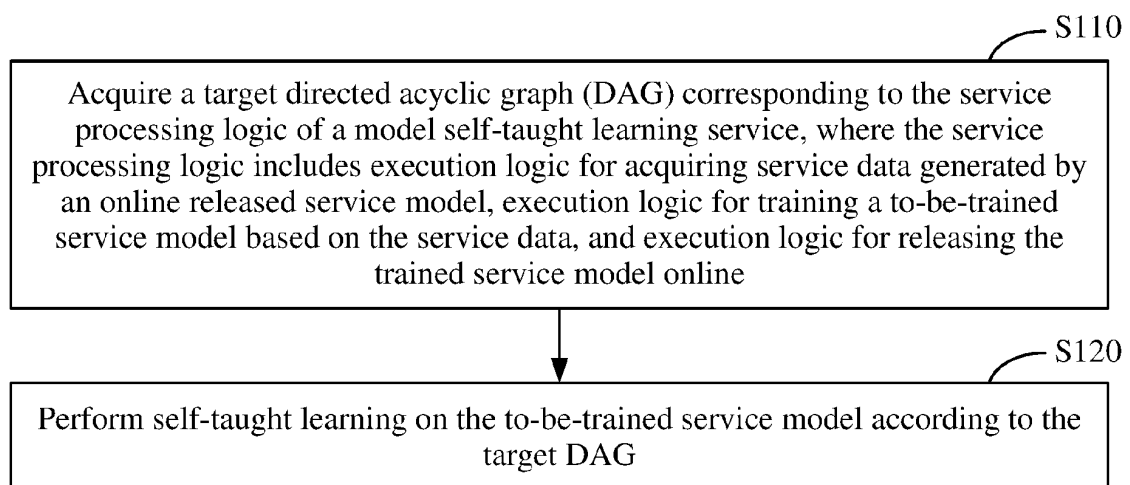 S110
Acquire a target directed acyclic graph (DAG) corresponding to the service
processing logic of a model self-taught learning service, where the service
processing logic includes execution logic for acquiring service data generated by
an online released service model, execution logic for training a to-be-trained
service model based on the service data, and execution logic for releasing the
trained service model online
S120
Perform self-taught learning on the to-be-trained service model according to the
target DAG